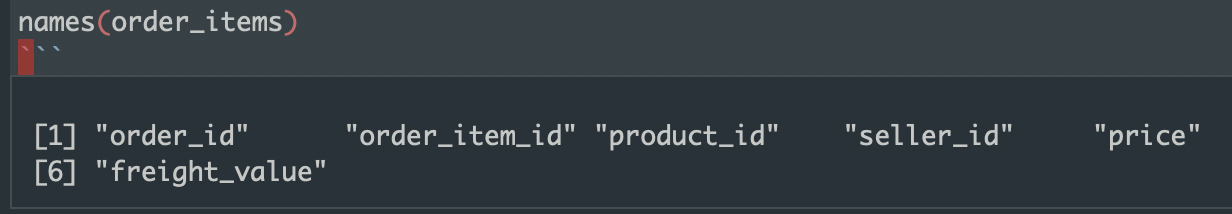 names(order_items)
```
[1] "order_id"      "order_item_id" "product_id"    "seller_id"     "price"
[6] "freight_value"